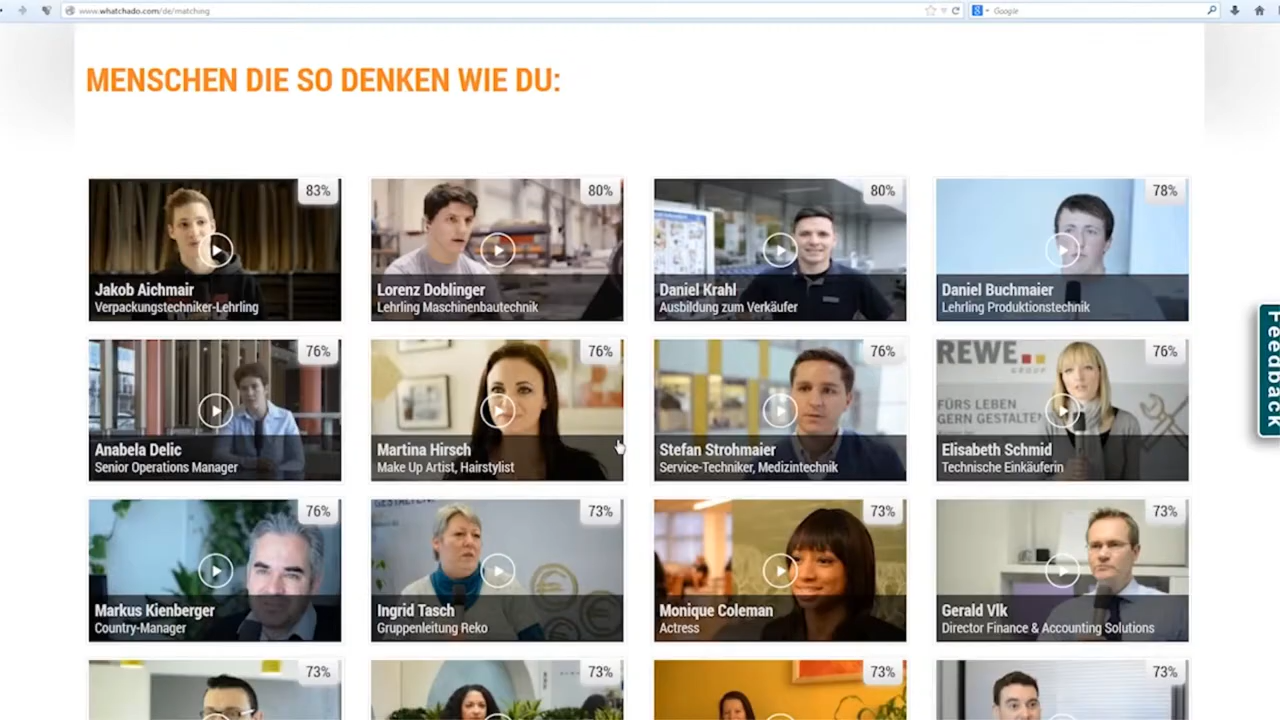 www.whatchado.com/de/matching
Google
MENSCHEN DIE SO DENKEN WIE DU:
83%
Jakob Aichmair
Verpackungstechniker-Lehrling
80%
Lorenz Doblinger
Lehrling Maschinenbautechnik
80%
Daniel Krahl
Ausbildung zum Verkäufer
78%
Daniel Buchmaier
Lehrling Produktionstechnik
76%
Anabela Delic
Senior Operations Manager
76%
Martina Hirsch
Make Up Artist, Hairstylist
76%
Stefan Strohmaier
Service-Techniker, Medizintechnik
REWE
GROUP
FÜRS LEBEN
GERN GESTALTEN
76%
Elisabeth Schmid
Technische Einkäuferin
76%
Markus Kienberger
Country-Manager
73%
Ingrid Tasch
Gruppenleitung Reko
73%
Monique Coleman
Actress
73%
Gerald Vlk
Director Finance & Accounting Solutions
73%
73%
73%
73%
Feedback